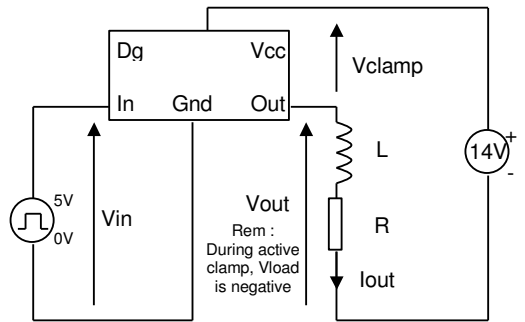 Dg
Vcc
In
Gnd
Out
Vclamp
5V
0V
Vin
Vout
Rem :
During active
clamp, Vload
is negative
L
R
Iout
14V
+
-